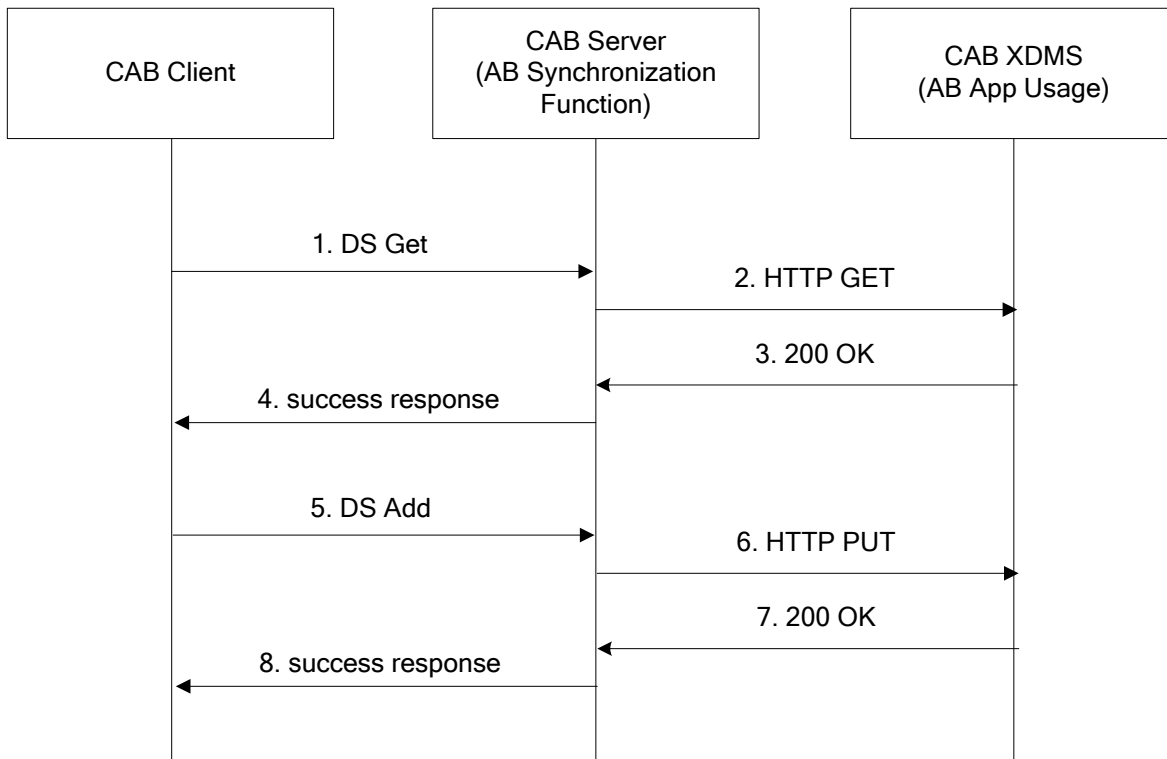 CAB Client
CAB Server
(AB Synchronization
Function)
CAB XDMS
(AB App Usage)
1. DS Get
2. HTTP GET
3. 200 OK
4. success response
5. DS Add
6. HTTP PUT
7. 200 OK
8. success response